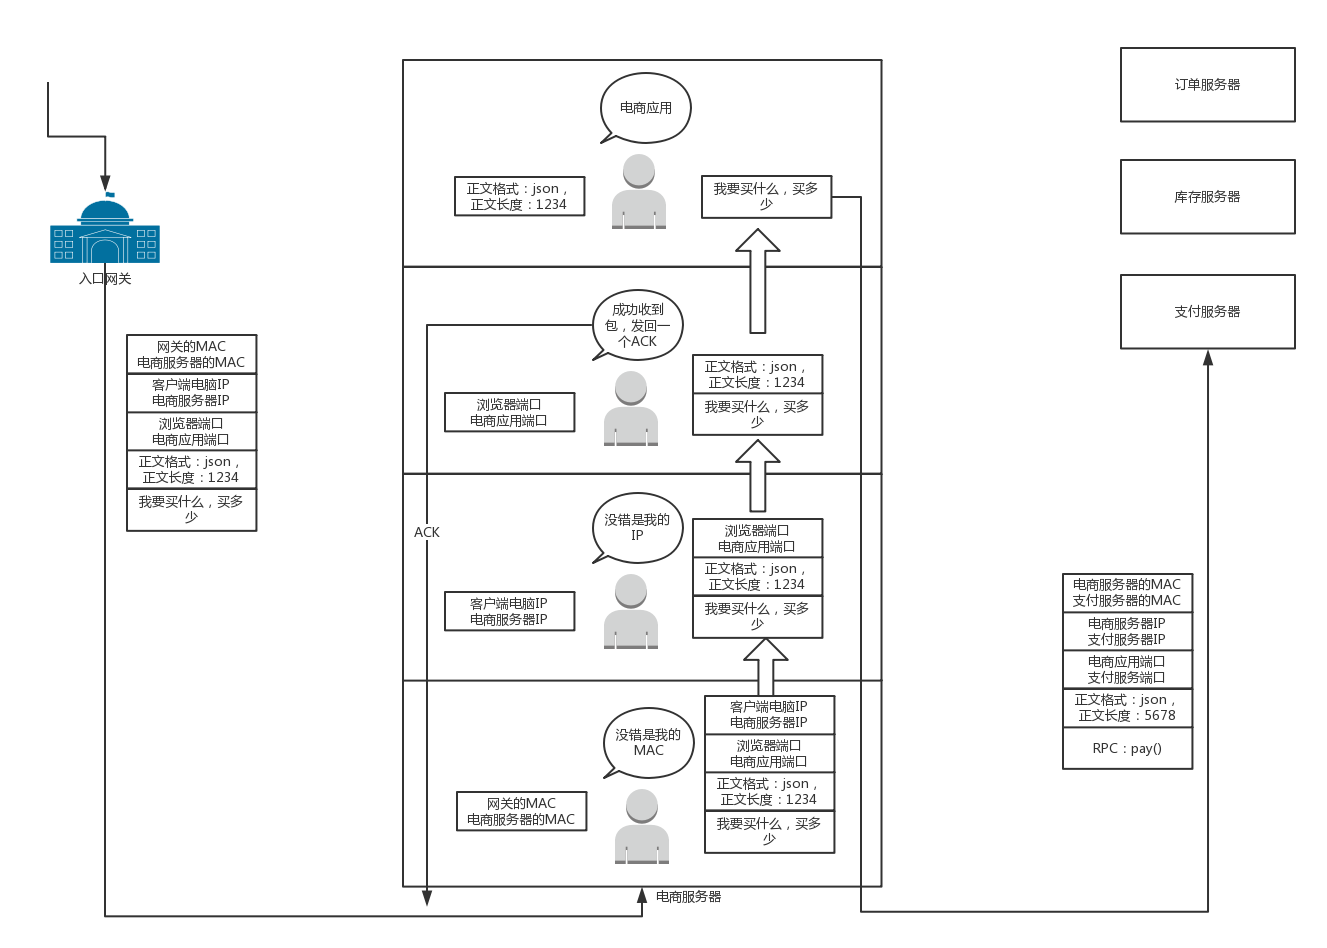 入口网关
网关的MAC
电商服务器的MAC
客户端电脑IP
电商服务器IP
浏览器端口
电商应用端口
正文格式：json，
正文长度：1234
我要买什么，买多
少
电商应用
正文格式：json，
正文长度：1234
我要买什么，买多
少
成功收到
包，发回一
个ACK
浏览器端口
电商应用端口
正文格式：json，
正文长度：1234
我要买什么，买多
少
ACK
没错是我的
IP
客户端电脑IP
电商服务器IP
浏览器端口
电商应用端口
正文格式：json，
正文长度：1234
我要买什么，买多
少
没错是我的
MAC
网关的MAC
电商服务器的MAC
客户端电脑IP
电商服务器IP
浏览器端口
电商应用端口
正文格式：json，
正文长度：1234
我要买什么，买多
少
电商服务器
订单服务器
库存服务器
支付服务器
电商服务器的MAC
支付服务器的MAC
电商服务器IP
支付服务器IP
电商应用端口
支付服务端口
正文格式：json，
正文长度：5678
RPC：pay()